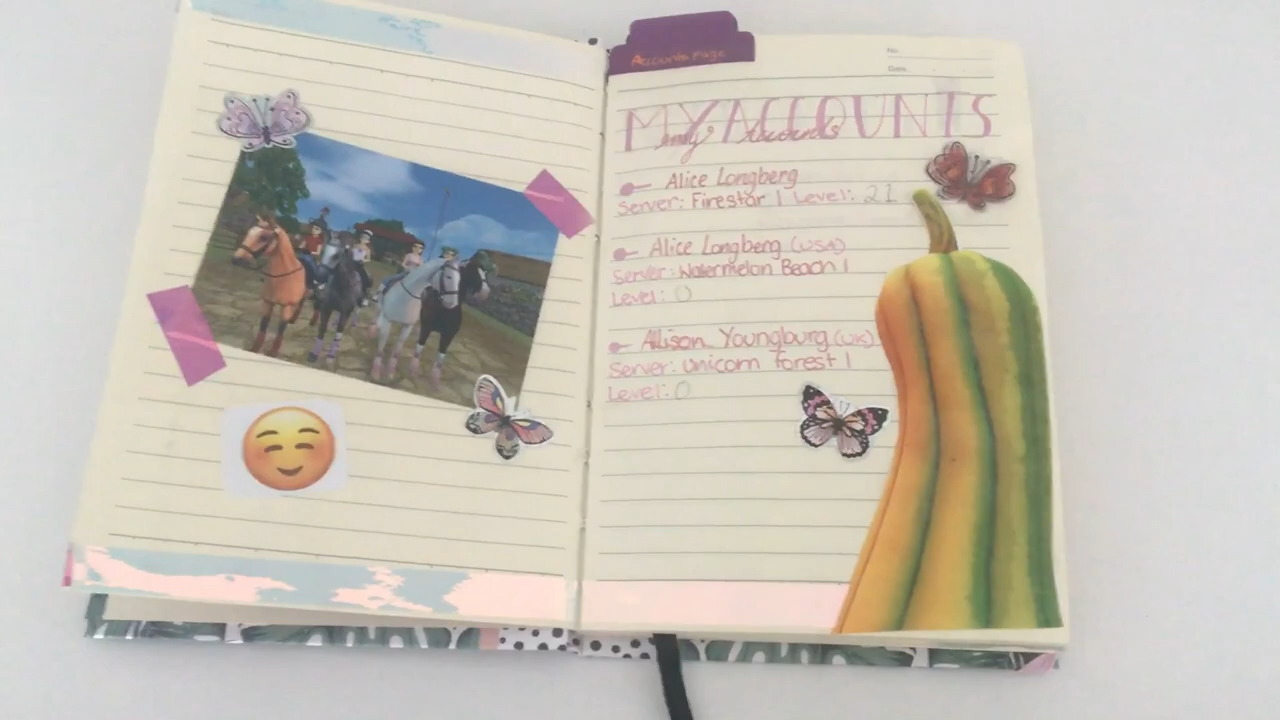 Accounts Page
No.
Date.
MY ACCOUNTS
my accounts
Alice Longberg
Server: Firestar | Level: 21
Alice Longberg (USA)
Server: Watermelon Beach |
Level: 0
Allison Youngburg (UK)
Server: Unicorn Forest |
Level: 0